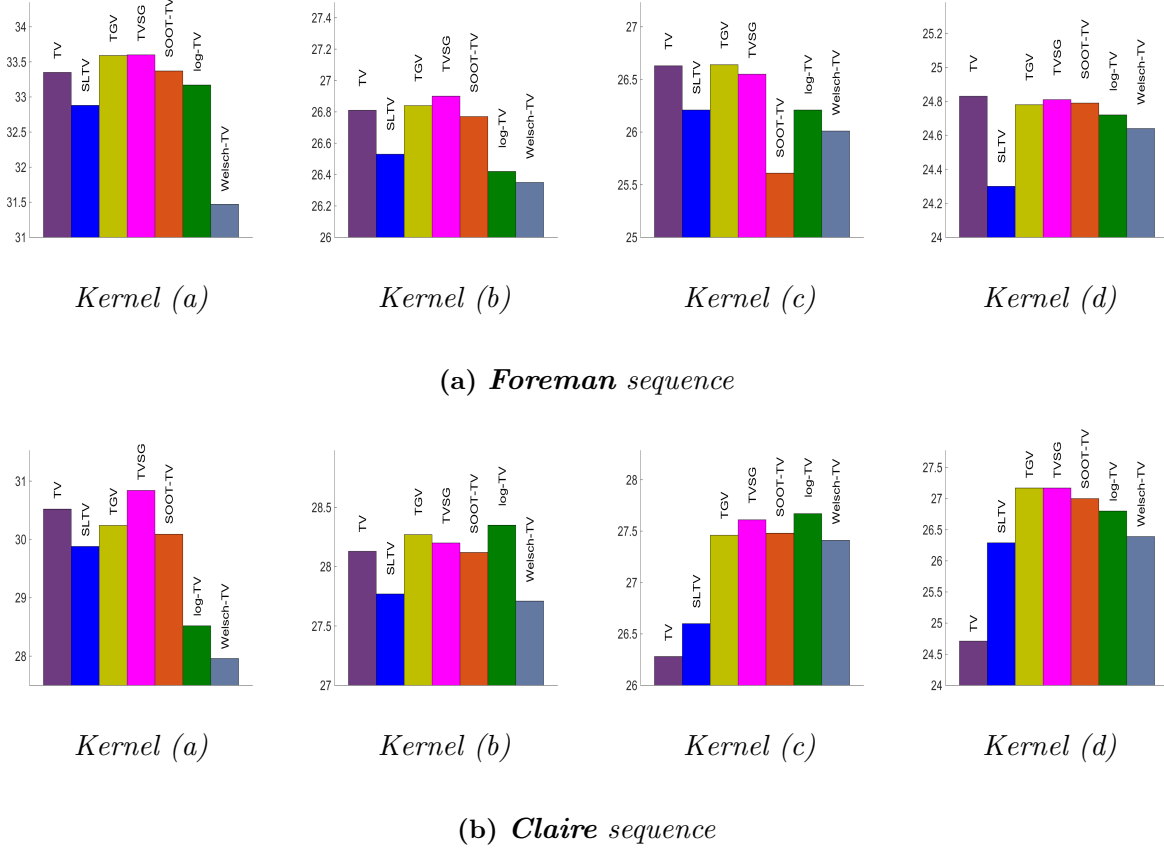 34
33.5
33
32.5
32
31.5
31
TV
SLTV
TGV
TVSG
SOOT-TV
log-TV
Welsch-TV
27.4
27.2
27
26.8
26.6
26.4
26.2
26
TV
SLTV
TGV
TVSG
SOOT-TV
log-TV
Welsch-TV
27
26.5
26
25.5
25
TV
SLTV
TGV
TVSG
SOOT-TV
log-TV
Welsch-TV
25.2
25
24.8
24.6
24.4
24.2
24
TV
SLTV
TGV
TVSG
SOOT-TV
log-TV
Welsch-TV
Kernel (a)
Kernel (b)
Kernel (c)
Kernel (d)
(a) Foreman sequence
31
30
29
28
TV
SLTV
TGV
TVSG
SOOT-TV
log-TV
Welsch-TV
28.5
28
27.5
27
TV
SLTV
TGV
TVSG
SOOT-TV
log-TV
Welsch-TV
28
27.5
27
26.5
26
TV
SLTV
TGV
TVSG
SOOT-TV
log-TV
Welsch-TV
27.5
27
26.5
26
25.5
25
24.5
24
TV
SLTV
TGV
TVSG
SOOT-TV
log-TV
Welsch-TV
Kernel (a)
Kernel (b)
Kernel (c)
Kernel (d)
(b) Claire sequence